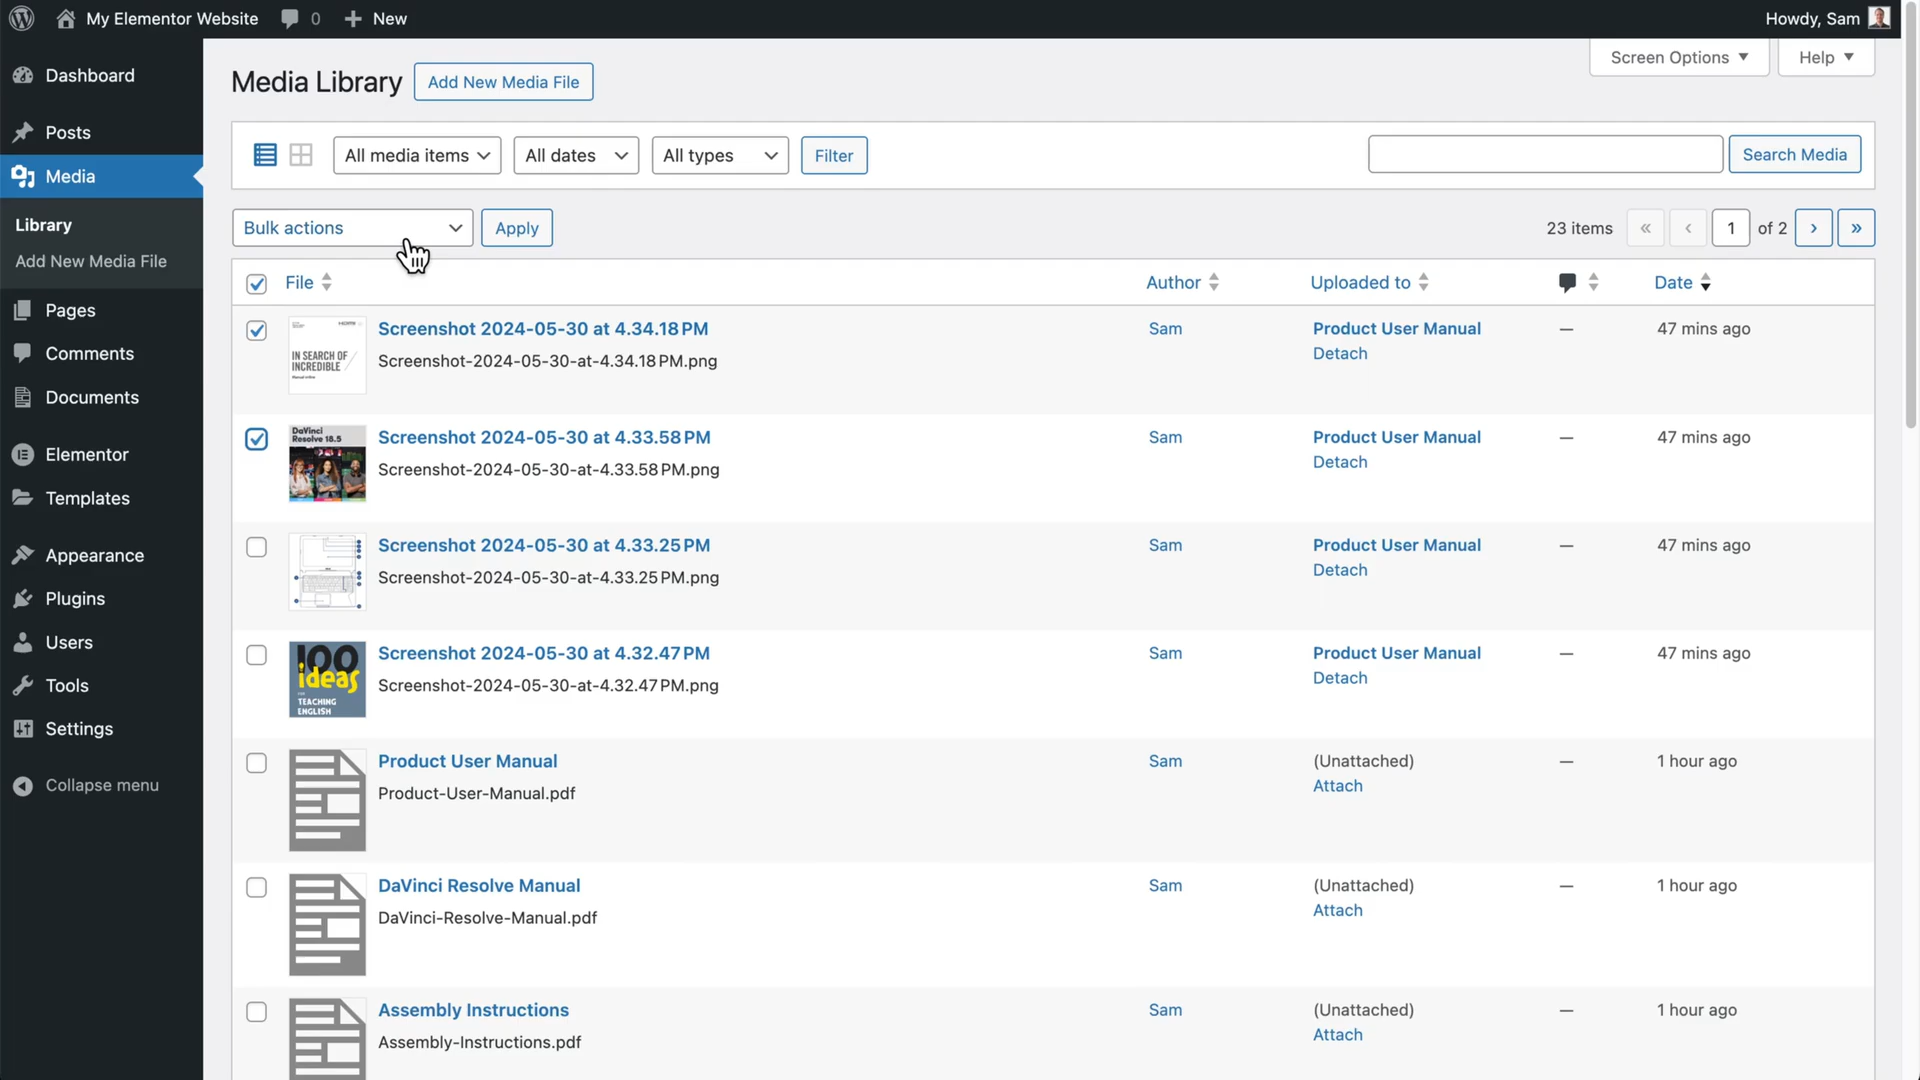 My Elementor Website 0 New Howdy, Sam
Screen Options Help
Dashboard
Posts
Media
Library
Add New Media File
Pages
Comments
Documents
Elementor
Templates
Appearance
Plugins
Users
Tools
Settings
Collapse menu
Media Library Add New Media File
All media items All dates All types Filter Search Media
Bulk actions Apply 23 items « ‹ 1 of 2 › »
File Author Uploaded to Date
IN SEARCH OF
INCREDIBLE
Screenshot 2024-05-30 at 4.34.18 PM Sam Product User Manual — 47 mins ago
Screenshot-2024-05-30-at-4.34.18 PM.png Detach
DaVinci
Resolve 18.5
Screenshot 2024-05-30 at 4.33.58 PM Sam Product User Manual — 47 mins ago
Screenshot-2024-05-30-at-4.33.58 PM.png Detach
Screenshot 2024-05-30 at 4.33.25 PM Sam Product User Manual — 47 mins ago
Screenshot-2024-05-30-at-4.33.25 PM.png Detach
100
ideas
TEACHING
ENGLISH
Screenshot 2024-05-30 at 4.32.47 PM Sam Product User Manual — 47 mins ago
Screenshot-2024-05-30-at-4.32.47 PM.png Detach
Product User Manual Sam (Unattached) — 1 hour ago
Product-User-Manual.pdf Attach
DaVinci Resolve Manual Sam (Unattached) — 1 hour ago
DaVinci-Resolve-Manual.pdf Attach
Assembly Instructions Sam (Unattached) — 1 hour ago
Assembly-Instructions.pdf Attach